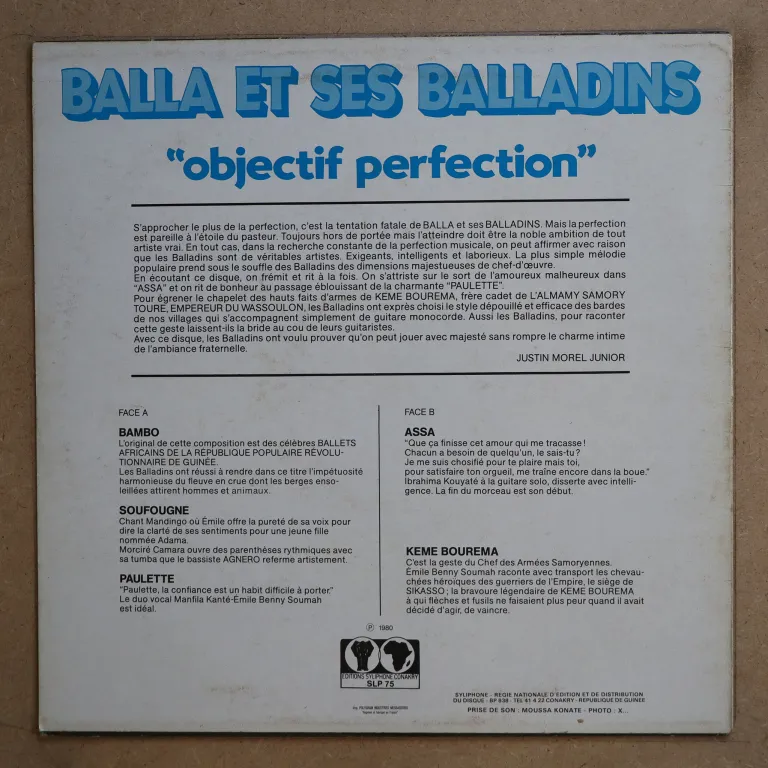 BALLA ET SES BALLADINS
“objectif perfection”
S'approcher le plus de la perfection, c'est la tentation fatale de BALLA et ses BALLADINS. Mais la perfection
est pareille à l'étoile du pasteur. Toujours hors de portée mais l'atteindre doit être la noble ambition de tout
artiste vrai. En tout cas, dans la recherche constante de la perfection musicale, on peut affirmer avec raison
que les Balladins sont de véritables artistes. Exigeants, intelligents et laborieux. La plus simple mélodie
populaire prend sous le souffle des Balladins des dimensions majestueuses de chef-d'œuvre.
En écoutant ce disque, on frémit et rit à la fois. On s'attriste sur le sort de l'amoureux malheureux dans
“ASSA” et on rit de bonheur au passage éblouissant de la charmante “PAULETTE”.
Pour égrener le chapelet des hauts faits d'armes de KEME BOUREMA, frère cadet de L'ALMAMY SAMORY
TOURE, EMPEREUR DU WASSOULON, les Balladins ont exprès choisi le style dépouillé et efficace des bardes
de nos villages qui s'accompagnent simplement de guitare monocorde. Aussi les Balladins, pour raconter
cette geste laissent-ils la bride au cou de leurs guitaristes.
Avec ce disque, les Balladins ont voulu prouver qu'on peut jouer avec majesté sans rompre le charme intime
de l'ambiance fraternelle.
JUSTIN MOREL JUNIOR
FACE A
BAMBO
L'original de cette composition est des célèbres BALLETS
AFRICAINS DE LA RÉPUBLIQUE POPULAIRE RÉVOLU-
TIONNAIRE DE GUINÉE.
Les Balladins ont réussi à rendre dans ce titre l'impétuosité
harmonieuse du fleuve en crue dont les berges enso-
leillées attirent hommes et animaux.
SOUFOUGNE
Chant Mandingo où Émile offre la pureté de sa voix pour
dire la clarté de ses sentiments pour une jeune fille
nommée Adama.
Morciré Camara ouvre des parenthèses rythmiques avec
sa tumba que le bassiste AGNERO referme artistement.
PAULETTE
“Paulette, la confiance est un habit difficile à porter.”
Le duo vocal Manfila Kanté-Émile Benny Soumah
est idéal.
FACE B
ASSA
“Que ça finisse cet amour qui me tracasse!
Chacun a besoin de quelqu'un, le sais-tu?
Je me suis chosifié pour te plaire mais toi,
pour satisfaire ton orgueil, me traîne encore dans la boue.”
Ibrahima Kouyaté à la guitare solo, disserte avec intelli-
gence. La fin du morceau est son début.
KEME BOUREMA
C'est la geste du Chef des Armées Samoryennes.
Émile Benny Soumah raconte avec transport les chevau-
chées héroïques des guerriers de l'Empire, le siège de
SIKASSO; la bravoure légendaire de KEME BOUREMA
à qui flèches et fusils ne faisaient plus peur quand il avait
décidé d'agir, de vaincre.
Ⓟ 1980
EDITIONS SYLIPHONE CONAKRY
SLP 75
SYLIPHONE - RÉGIE NATIONALE D'ÉDITION ET DE DISTRIBUTION
DU DISQUE - BP 639 - TEL 41 4 22 CONAKRY - REPUBLIQUE DE GUINÉE
PRISE DE SON : MOUSSA KONATE - PHOTO : X...